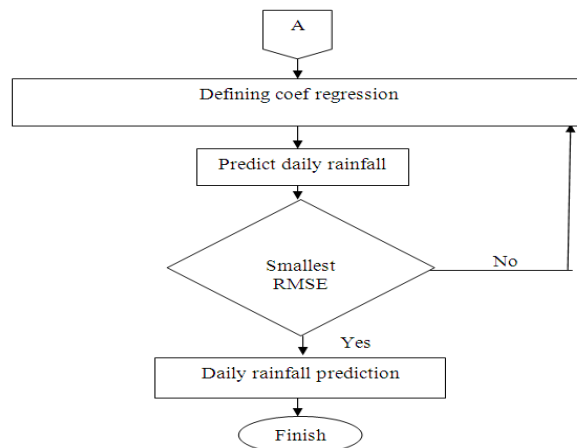 A
Defining coef regression
Predict daily rainfall
Smallest
RMSE
No
Yes
Daily rainfall prediction
Finish